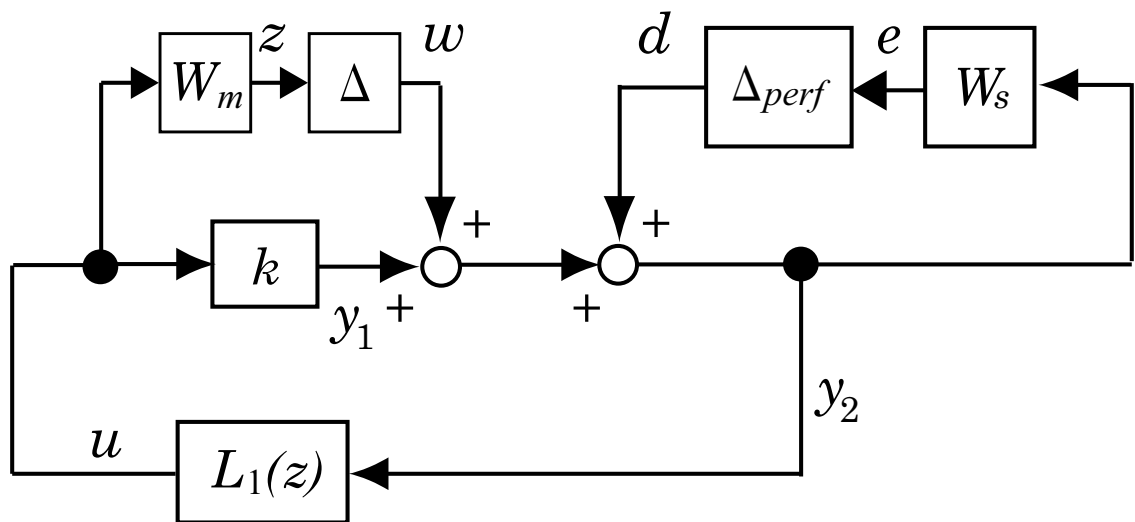 z w d e
W_m Δ Δ_perf W_s
+ +
k
y_1 + +
y_2
u L_1(z)